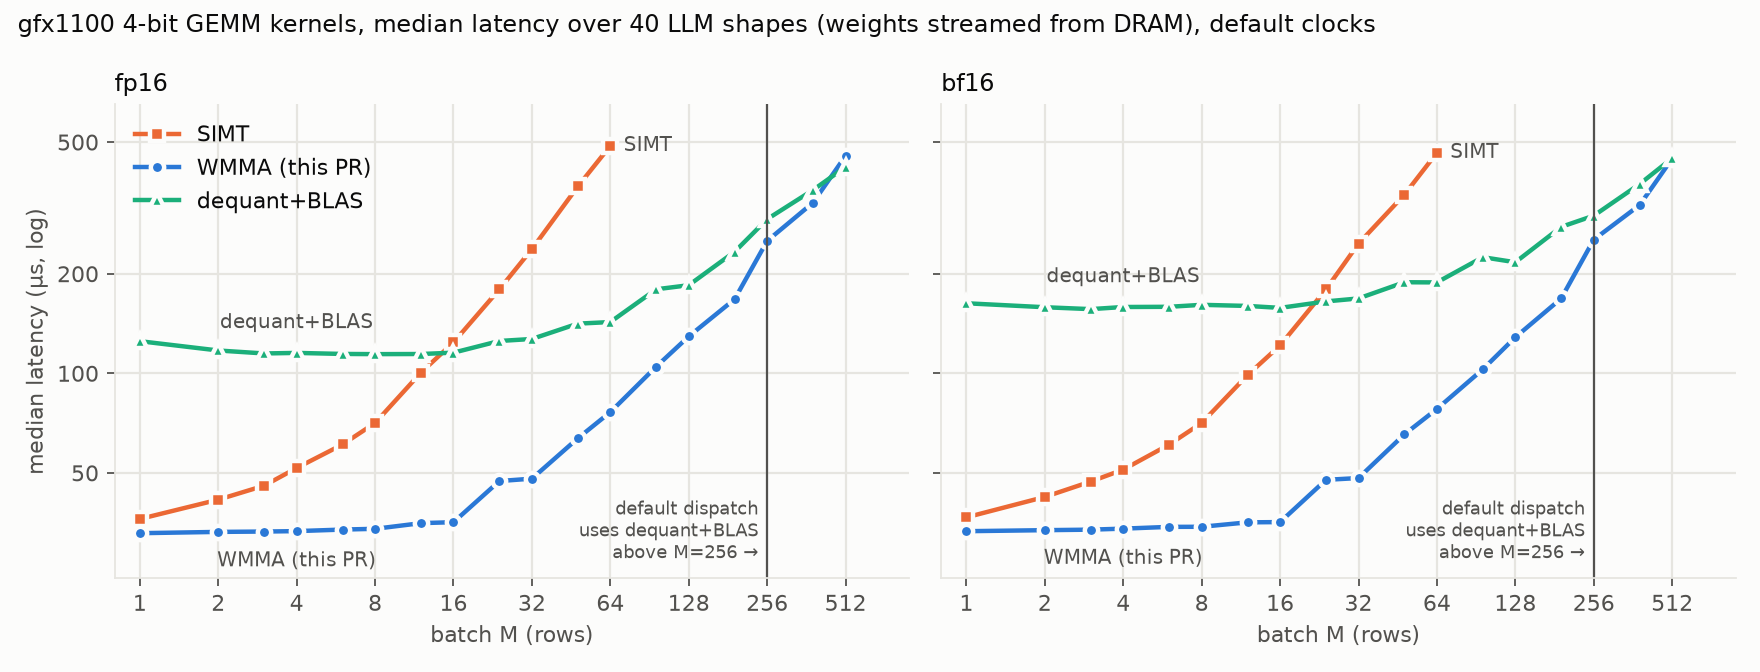 gfx1100 4-bit GEMM kernels, median latency over 40 LLM shapes (weights streamed from DRAM), default clocks
fp16
SIMT
WMMA (this PR)
dequant+BLAS
SIMT
dequant+BLAS
WMMA (this PR)
default dispatch
uses dequant+BLAS
above M=256 →
median latency (µs, log)
500
200
100
50
1 2 4 8 16 32 64 128 256 512
batch M (rows)
bf16
SIMT
dequant+BLAS
WMMA (this PR)
default dispatch
uses dequant+BLAS
above M=256 →
1 2 4 8 16 32 64 128 256 512
batch M (rows)